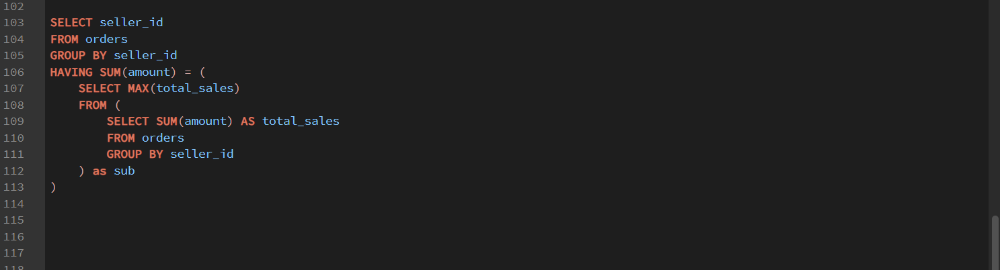 102
103 SELECT seller_id
104 FROM orders
105 GROUP BY seller_id
106 HAVING SUM(amount) = (
107     SELECT MAX(total_sales)
108     FROM (
109         SELECT SUM(amount) AS total_sales
110         FROM orders
111         GROUP BY seller_id
112     ) as sub
113 )
114
115
116
117
118